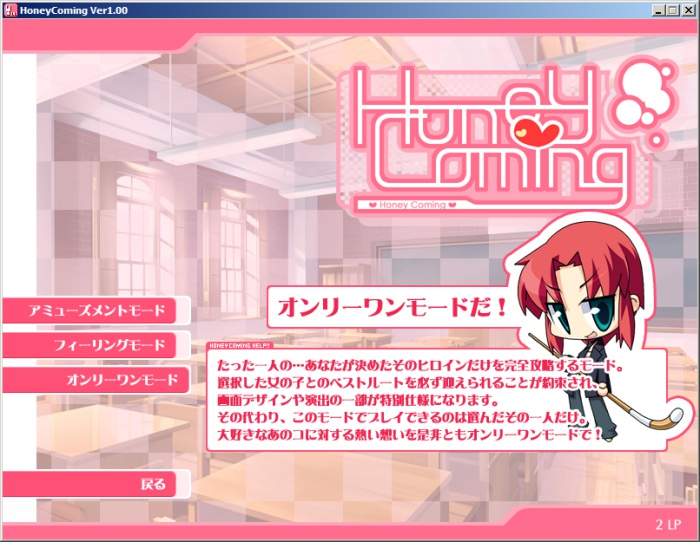 HoneyComing Ver1.00
Honey
Coming
Honey Coming
アミューズメントモード
フィーリングモード
オンリーワンモード
戻る
オンリーワンモードだ!
HONEYCOMING HELP!!
たった一人の…あなたが決めたそのヒロインだけを完全攻略するモード。
選択した女の子とのベストルートを必ず迎えられることが約束され、
画面デザインや演出の一部が特別仕様になります。
その代わり、このモードでプレイできるのは選んだその一人だけ。
大好きなあのコに対する熱い想いを是非ともオンリーワンモードで!
2 LP